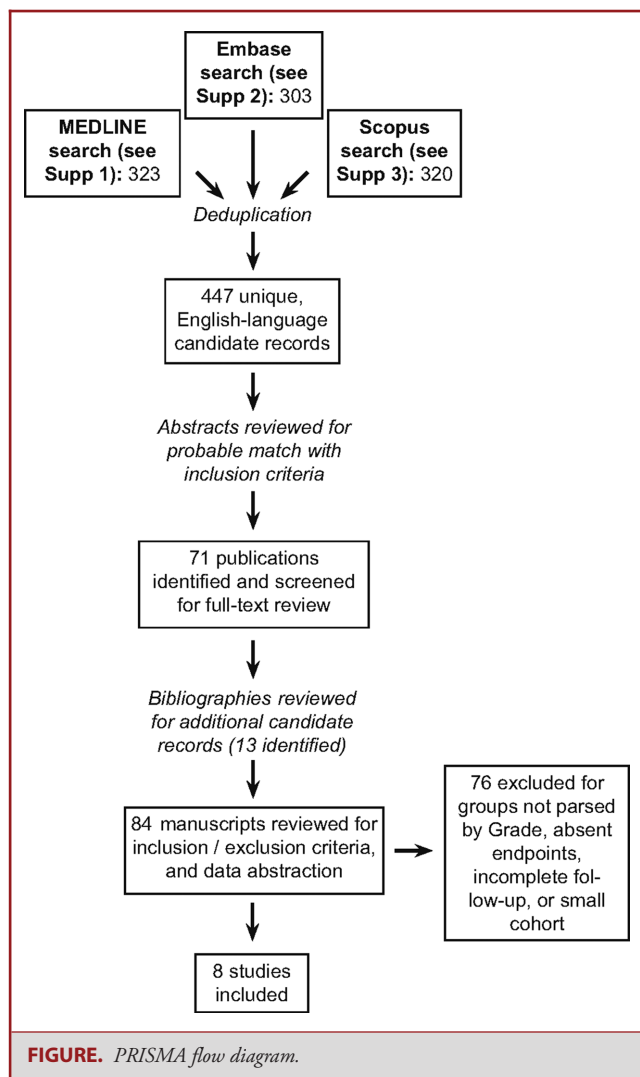 Embase
search (see
Supp 2): 303
MEDLINE
search (see
Supp 1): 323
Scopus
search (see
Supp 3): 320
Deduplication
447 unique,
English-language
candidate records
Abstracts reviewed for
probable match with
inclusion criteria
71 publications
identified and screened
for full-text review
Bibliographies reviewed
for additional candidate
records (13 identified)
84 manuscripts reviewed for
inclusion / exclusion criteria,
and data abstraction
76 excluded for
groups not parsed
by Grade, absent
endpoints,
incomplete fol-
low-up, or small
cohort
8 studies
included
FIGURE. PRISMA flow diagram.